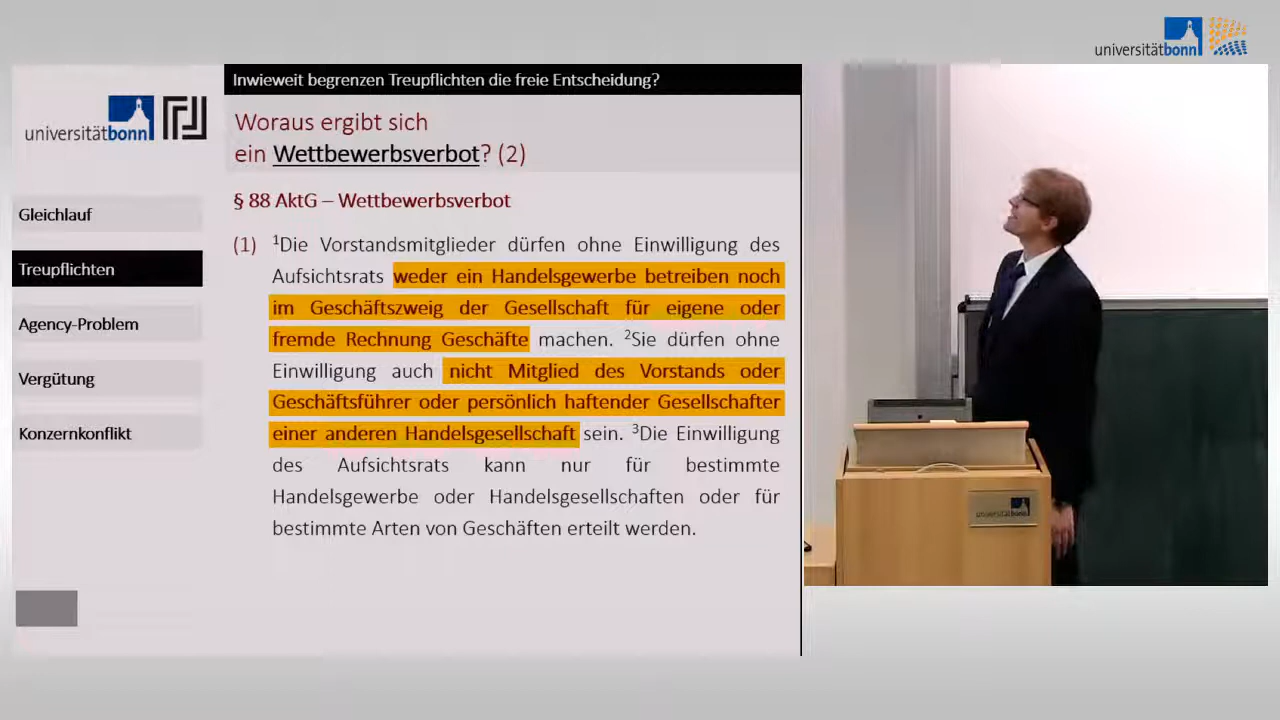 universitätbonn
Inwieweit begrenzen Treupflichten die freie Entscheidung?
universitätbonn
Woraus ergibt sich
ein Wettbewerbsverbot? (2)
§ 88 AktG – Wettbewerbsverbot
Gleichlauf
Treupflichten
Agency-Problem
Vergütung
Konzernkonflikt
(1) ¹Die Vorstandsmitglieder dürfen ohne Einwilligung des
Aufsichtsrats weder ein Handelsgewerbe betreiben noch
im Geschäftszweig der Gesellschaft für eigene oder
fremde Rechnung Geschäfte machen. ²Sie dürfen ohne
Einwilligung auch nicht Mitglied des Vorstands oder
Geschäftsführer oder persönlich haftender Gesellschafter
einer anderen Handelsgesellschaft sein. ³Die Einwilligung
des Aufsichtsrats kann nur für bestimmte
Handelsgewerbe oder Handelsgesellschaften oder für
bestimmte Arten von Geschäften erteilt werden.
universitätbonn